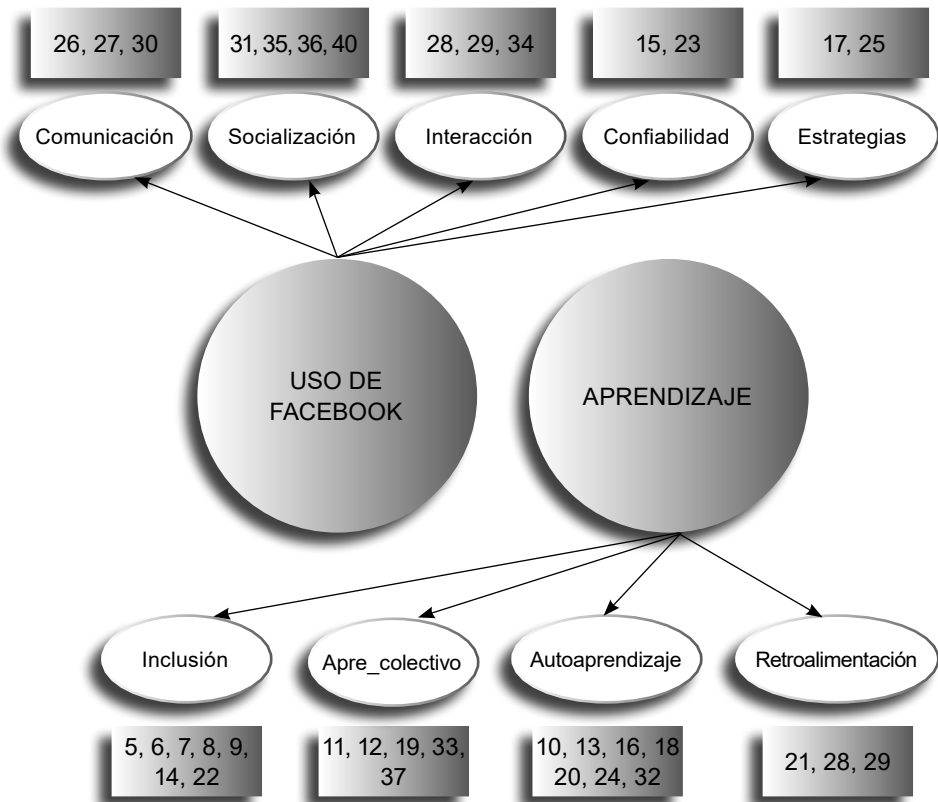 26, 27, 30
31, 35, 36, 40
28, 29, 34
15, 23
17, 25
Comunicación
Socialización
Interacción
Confiabilidad
Estrategias
USO DE
FACEBOOK
APRENDIZAJE
Inclusión
Apre_colectivo
Autoaprendizaje
Retroalimentación
5, 6, 7, 8, 9,
14, 22
11, 12, 19, 33,
37
10, 13, 16, 18
20, 24, 32
21, 28, 29